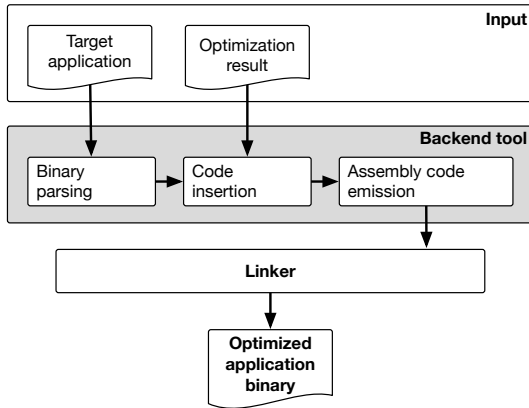 Input
Target
application
Optimization
result
Backend tool
Binary
parsing
Code
insertion
Assembly code
emission
Linker
Optimized
application
binary